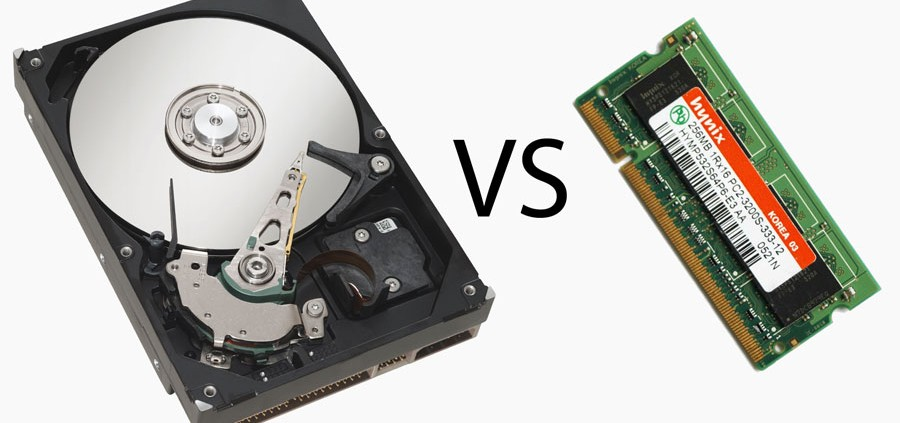 VS
hynix
256MB 1Rx16 PC2-3200S-333-12
HYMP532S64P6-E3 AA
KOREA 03
0521N